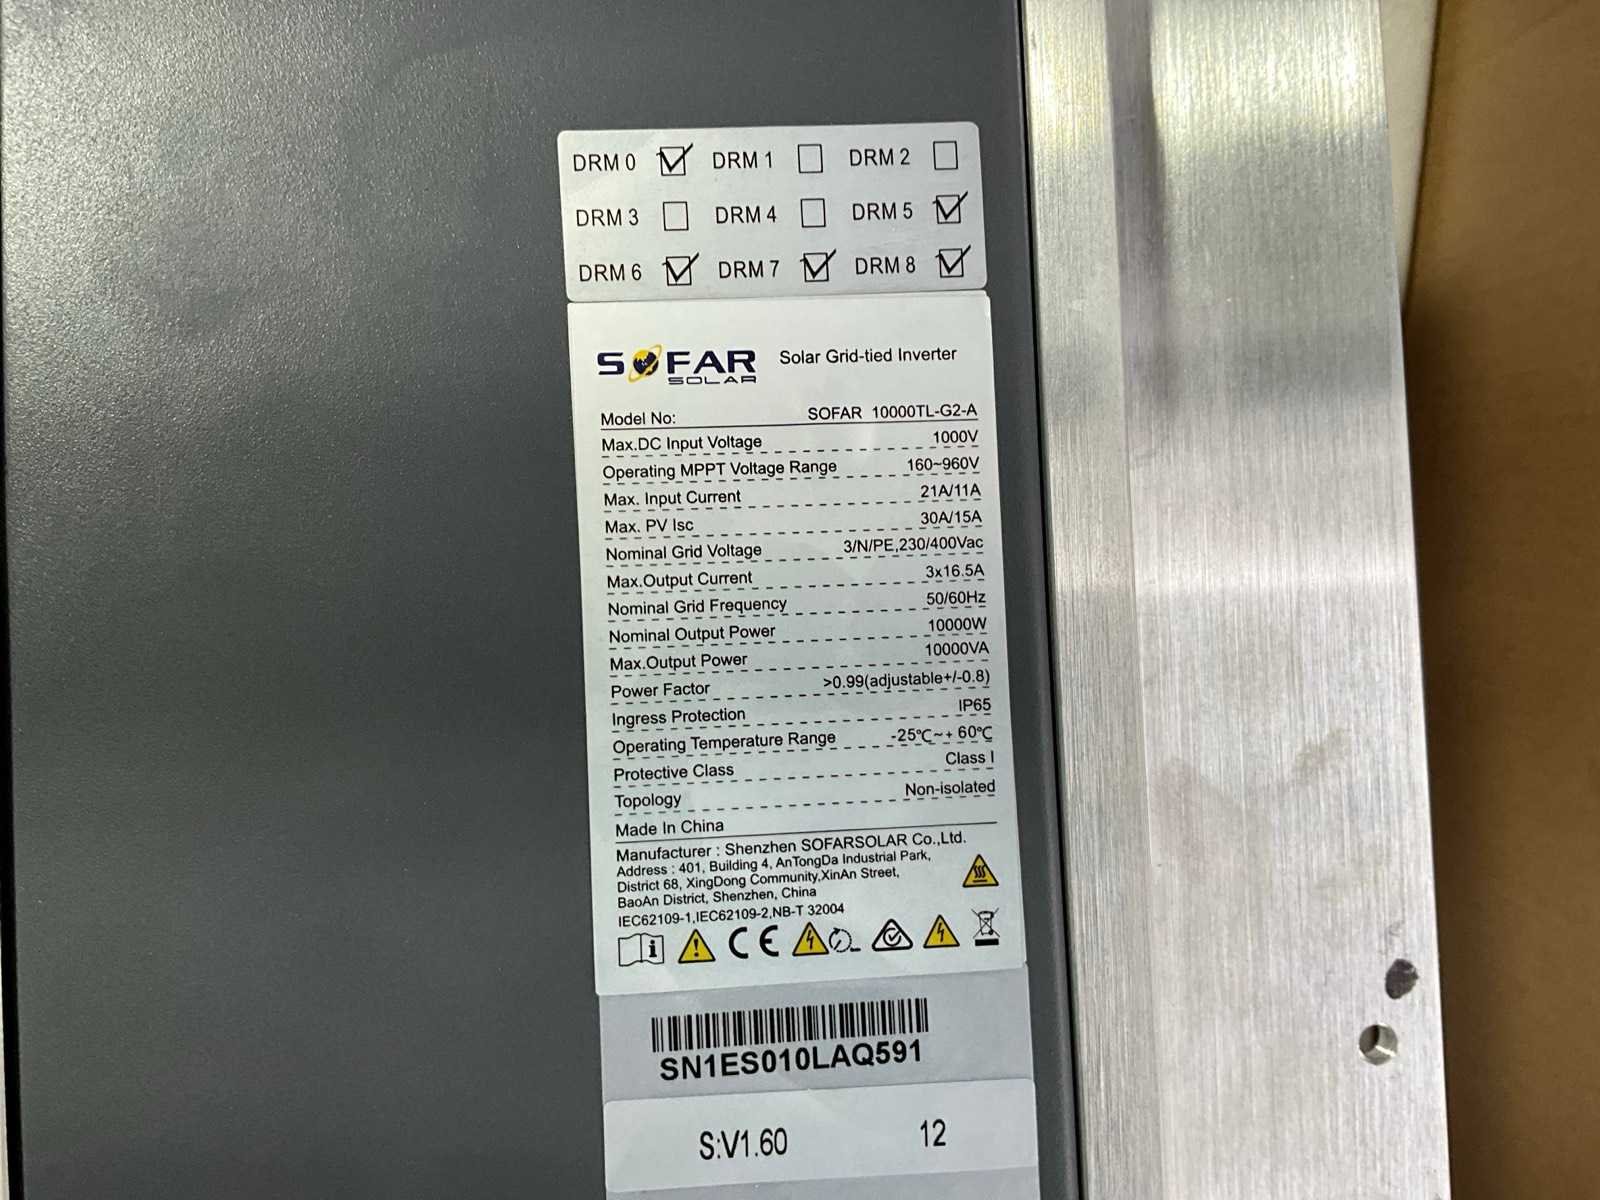 DRM 0 DRM 1 DRM 2
DRM 3 DRM 4 DRM 5
DRM 6 DRM 7 DRM 8
SOFAR SOLAR Solar Grid-tied Inverter
Model No: SOFAR 10000TL-G2-A
Max.DC Input Voltage 1000V
Operating MPPT Voltage Range 160~960V
Max. Input Current 21A/11A
Max. PV Isc 30A/15A
Nominal Grid Voltage 3/N/PE,230/400Vac
Max.Output Current 3x16.5A
Nominal Grid Frequency 50/60Hz
Nominal Output Power 10000W
Max.Output Power 10000VA
Power Factor >0.99(adjustable+/-0.8)
Ingress Protection IP65
Operating Temperature Range -25℃~+ 60℃
Protective Class Class I
Topology Non-isolated
Made In China
Manufacturer : Shenzhen SOFARSOLAR Co.,Ltd.
Address : 401, Building 4, AnTongDa Industrial Park,
District 68, XingDong Community,XinAn Street,
BaoAn District, Shenzhen, China
IEC62109-1,IEC62109-2,NB-T 32004
CE
SN1ES010LAQ591
S:V1.60 12